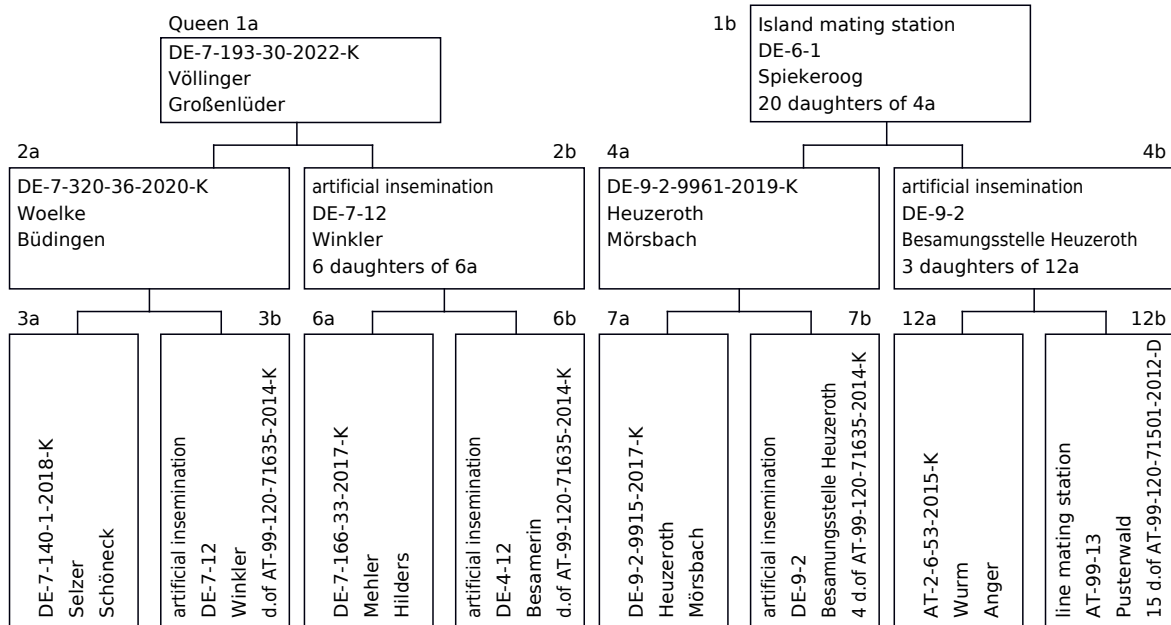 Queen 1a
DE-7-193-30-2022-K
Völlinger
Großenlüder
1b
Island mating station
DE-6-1
Spiekeroog
20 daughters of 4a
2a
DE-7-320-36-2020-K
Woelke
Büdingen
2b
artificial insemination
DE-7-12
Winkler
6 daughters of 6a
4a
DE-9-2-9961-2019-K
Heuzeroth
Mörsbach
4b
artificial insemination
DE-9-2
Besamungsstelle Heuzeroth
3 daughters of 12a
3a
DE-7-140-1-2018-K
Selzer
Schöneck
3b
artificial insemination
DE-7-12
Winkler
d.of AT-99-120-71635-2014-K
6a
DE-7-166-33-2017-K
Mehler
Hilders
6b
artificial insemination
DE-4-12
Besamerin
d.of AT-99-120-71635-2014-K
7a
DE-9-2-9915-2017-K
Heuzeroth
Mörsbach
7b
artificial insemination
DE-9-2
Besamungsstelle Heuzeroth
4 d.of AT-99-120-71635-2014-K
12a
AT-2-6-53-2015-K
Wurm
Anger
12b
line mating station
AT-99-13
Pusterwald
15 d.of AT-99-120-71501-2012-D